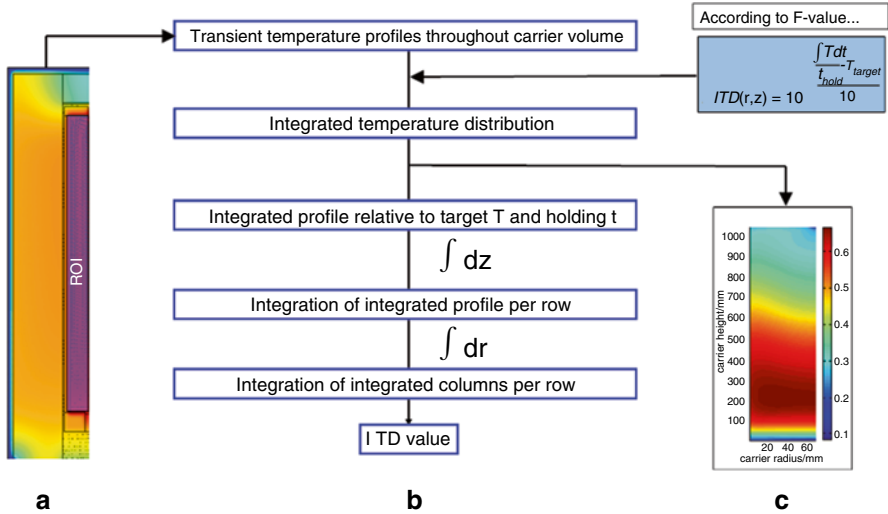 According to F-value...
Transient temperature profiles throughout carrier volume
∫Tdt
t_hold
-T_target
ITD(r,z) = 10
10
Integrated temperature distribution
Integrated profile relative to target T and holding t
∫ dz
Integration of integrated profile per row
∫ dr
Integration of integrated columns per row
I TD value
ROI
carrier height/mm
1000
900
800
700
600
500
400
300
200
100
20 40 60
carrier radius/mm
0.6
0.5
0.4
0.3
0.2
0.1
a
b
c